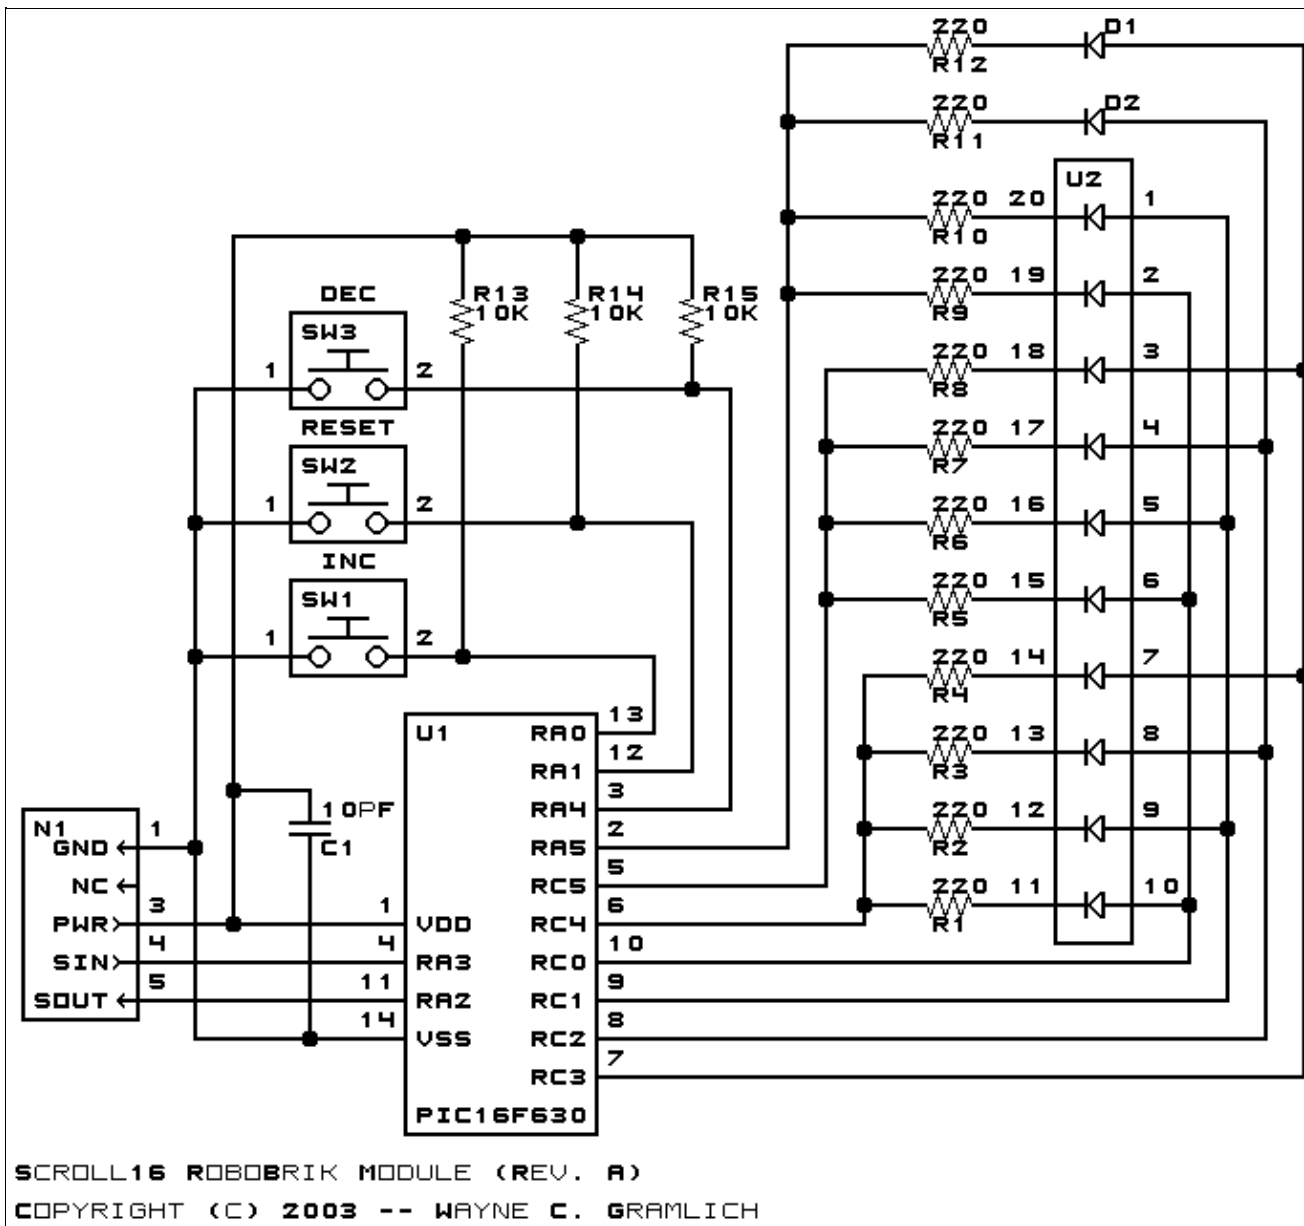 220 D1
R12
220 D2
R11
U2
220 20 1
R10
220 19 2
R9
DEC R13 R14 R15
10K 10K 10K
SW3
1 2
220 18 3
R8
RESET
220 17 4
R7
SW2
1 2
220 16 5
R6
INC
220 15 6
R5
SW1
1 2
220 14 7
R4
13
U1 RA0
12
RA1
220 13 8
R3
3
10PF RA4
C1
220 12 9
R2
N1 1 2
GND RA5
5
NC RC5
220 11 10
R1
3 1 6
PWR VDD RC4
4 4 10
SIN RA3 RC0
5 11 9
SOUT RA2 RC1
14 8
VSS RC2
7
RC3
PIC16F630
SCROLL16 ROBOBRIK MODULE (REV. A)
COPYRIGHT (C) 2003 -- WAYNE C. GRAMLICH